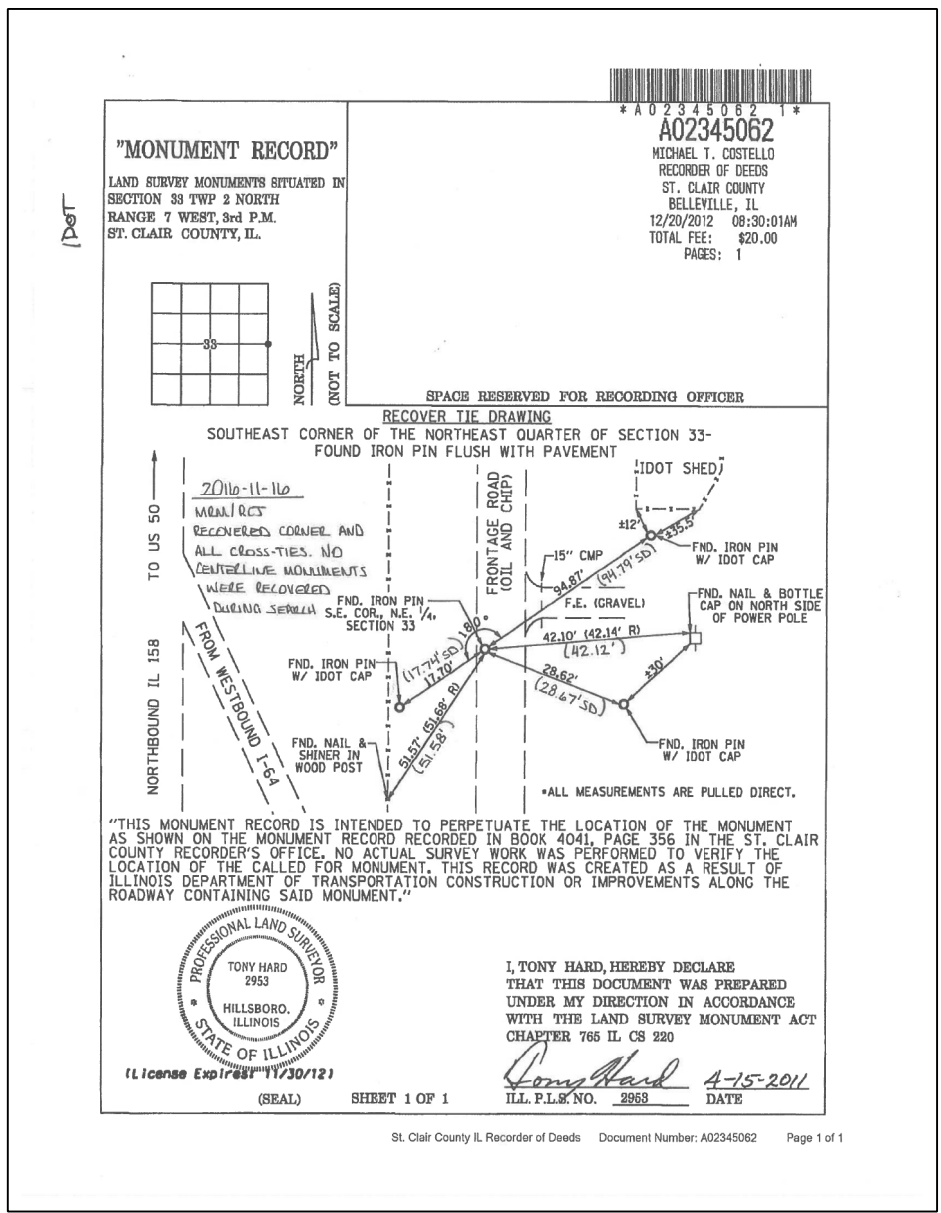 *A02345062 1*
A02345062
MICHAEL T. COSTELLO
RECORDER OF DEEDS
ST. CLAIR COUNTY
BELLEVILLE, IL
12/20/2012 08:30:01AM
TOTAL FEE: $20.00
PAGES: 1
"MONUMENT RECORD"
LAND SURVEY MONUMENTS SITUATED IN
SECTION 33 TWP 2 NORTH
RANGE 7 WEST, 3rd P.M.
ST. CLAIR COUNTY, IL.
IDOT
33
NORTH
(NOT TO SCALE)
SPACE RESERVED FOR RECORDING OFFICER
RECOVER TIE DRAWING
SOUTHEAST CORNER OF THE NORTHEAST QUARTER OF SECTION 33-
FOUND IRON PIN FLUSH WITH PAVEMENT
TO US 50
NORTHBOUND IL 158
2016-11-16
MRM/RCJ
RECOVERED CORNER AND
ALL CROSS-TIES. NO
CENTERLINE MONUMENTS
WERE RECOVERED
DURING SEARCH
FROM WESTBOUND I-64
FRONTAGE ROAD
(OIL AND CHIP)
IDOT SHED
±12'
±35.5'
FND. IRON PIN
W/ IDOT CAP
15" CMP
94.87'
(94.79'SD)
F.E. (GRAVEL)
FND. NAIL & BOTTLE
CAP ON NORTH SIDE
OF POWER POLE
FND. IRON PIN
S.E. COR., N.E. 1/4,
SECTION 33
180°
42.10' (42.14' R)
(42.12')
FND. IRON PIN
W/ IDOT CAP
(17.74'SD)
17.70'
28.62'
(28.67'SD)
±30'
51.57' (51.68' R)
(51.58')
FND. NAIL &
SHINER IN
WOOD POST
FND. IRON PIN
W/ IDOT CAP
*ALL MEASUREMENTS ARE PULLED DIRECT.
"THIS MONUMENT RECORD IS INTENDED TO PERPETUATE THE LOCATION OF THE MONUMENT
AS SHOWN ON THE MONUMENT RECORD RECORDED IN BOOK 4041, PAGE 356 IN THE ST. CLAIR
COUNTY RECORDER'S OFFICE. NO ACTUAL SURVEY WORK WAS PERFORMED TO VERIFY THE
LOCATION OF THE CALLED FOR MONUMENT. THIS RECORD WAS CREATED AS A RESULT OF
ILLINOIS DEPARTMENT OF TRANSPORTATION CONSTRUCTION OR IMPROVEMENTS ALONG THE
ROADWAY CONTAINING SAID MONUMENT."
PROFESSIONAL LAND SURVEYOR
TONY HARD
2953
HILLSBORO,
ILLINOIS
STATE OF ILLINOIS
(License Expires: 11/30/12)
(SEAL)
SHEET 1 OF 1
I, TONY HARD, HEREBY DECLARE
THAT THIS DOCUMENT WAS PREPARED
UNDER MY DIRECTION IN ACCORDANCE
WITH THE LAND SURVEY MONUMENT ACT
CHAPTER 765 IL CS 220
Tony Hard 4-15-2011
ILL. P.L.S. NO. 2953 DATE
St. Clair County IL Recorder of Deeds Document Number: A02345062 Page 1 of 1